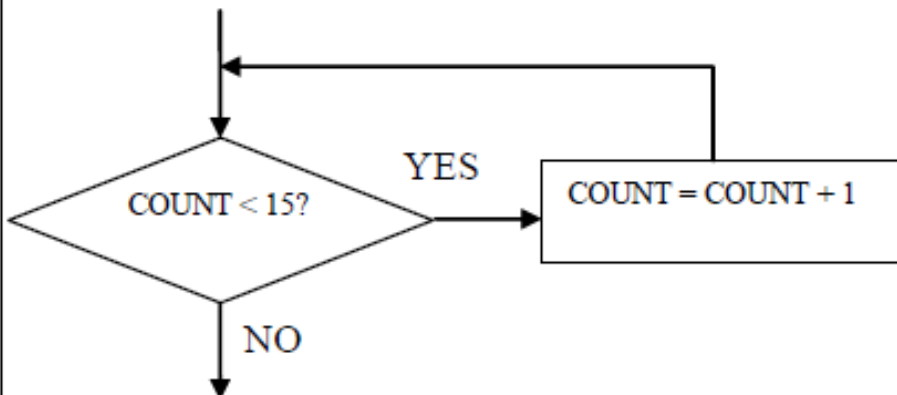 YES
COUNT < 15?
COUNT = COUNT + 1
NO